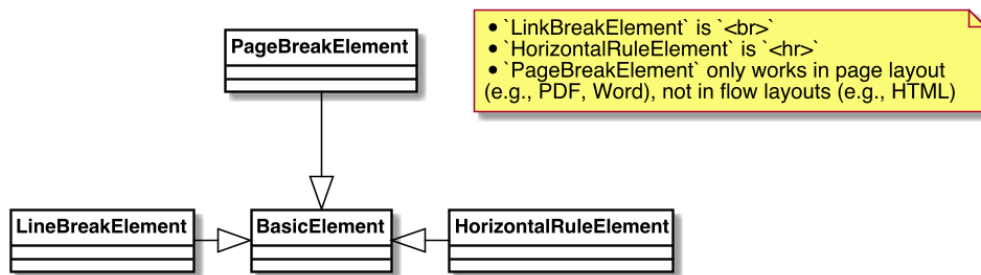 PageBreakElement
• `LinkBreakElement` is `<br>`
• `HorizontalRuleElement` is `<hr>`
• `PageBreakElement` only works in page layout
(e.g., PDF, Word), not in flow layouts (e.g., HTML)
LineBreakElement
BasicElement
HorizontalRuleElement